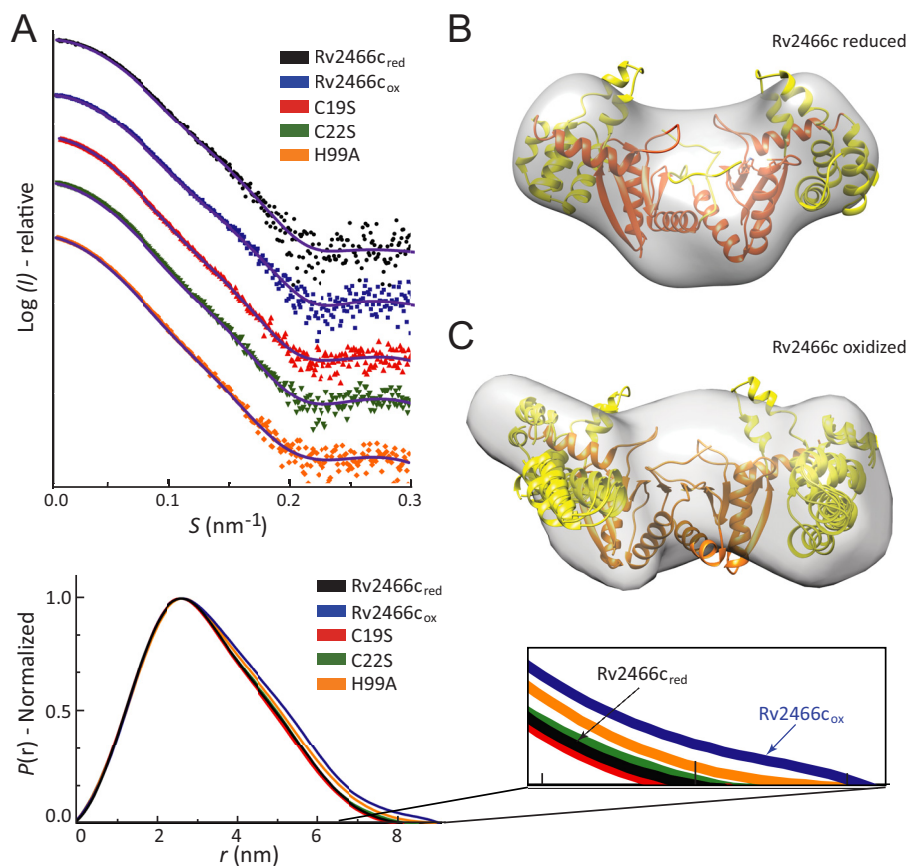 A
Log (I) - relative
Rv2466c_red
Rv2466c_ox
C19S
C22S
H99A
0.0 0.1 0.2 0.3
S (nm⁻¹)
B
Rv2466c reduced
C
Rv2466c oxidized
P(r) - Normalized
1.0
0.5
0.0
Rv2466c_red
Rv2466c_ox
C19S
C22S
H99A
0 2 4 6 8
r (nm)
Rv2466c_red
Rv2466c_ox